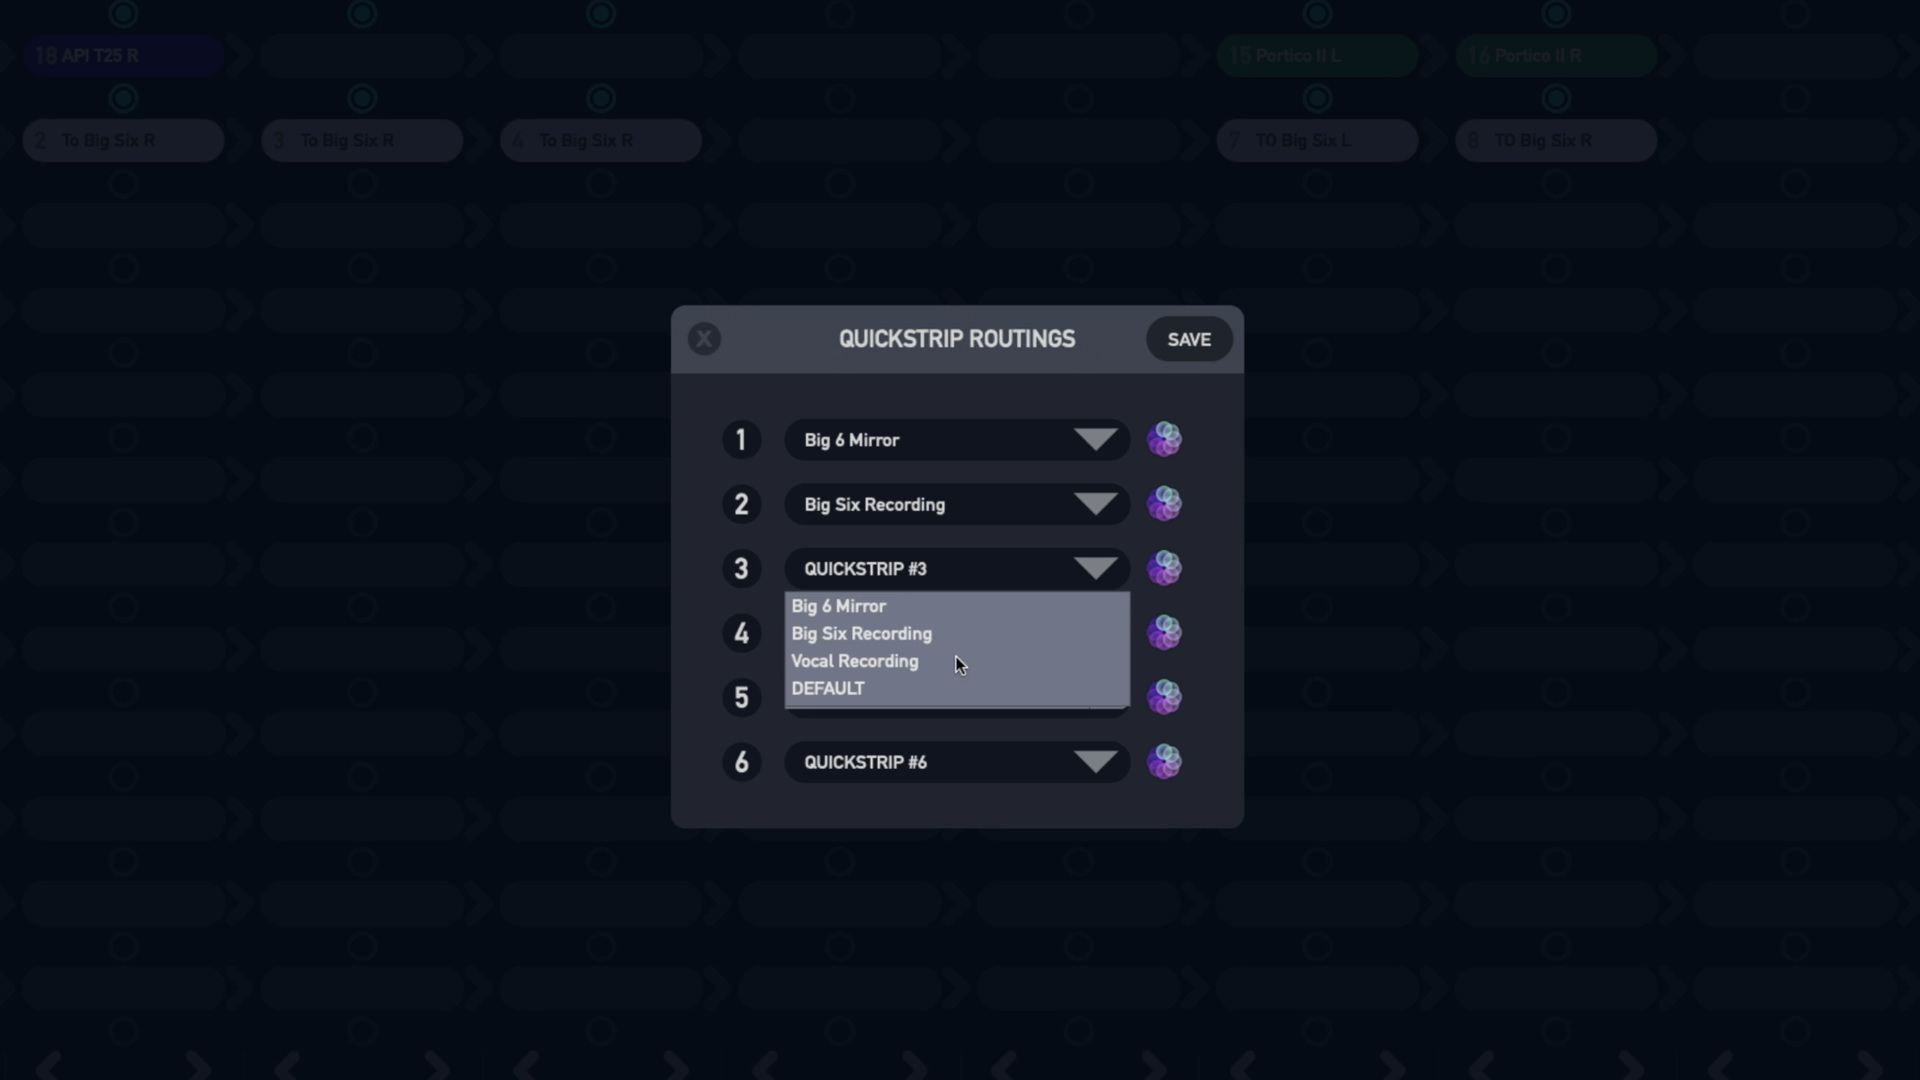 18 API T25 R
15 Portico II L
16 Portico II R
2 To Big Six R
3 To Big Six R
4 To Big Six R
7 TO Big Six L
8 TO Big Six R
X QUICKSTRIP ROUTINGS SAVE
1 Big 6 Mirror
2 Big Six Recording
3 QUICKSTRIP #3
Big 6 Mirror
4 Big Six Recording
Vocal Recording
5 DEFAULT
6 QUICKSTRIP #6